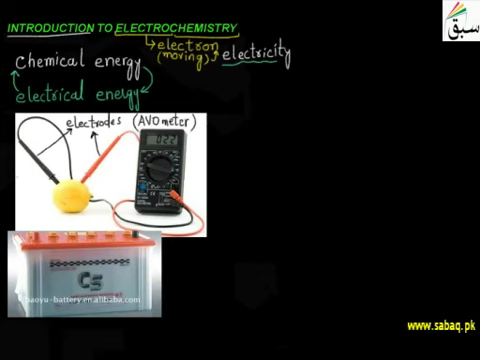 INTRODUCTION TO ELECTROCHEMISTRY
سبق
electron
(moving)
electricity
Chemical energy
electrical energy
electrodes (AVO meter)
022
C5
baoyu-battery.en.alibaba.com
www.sabaq.pk